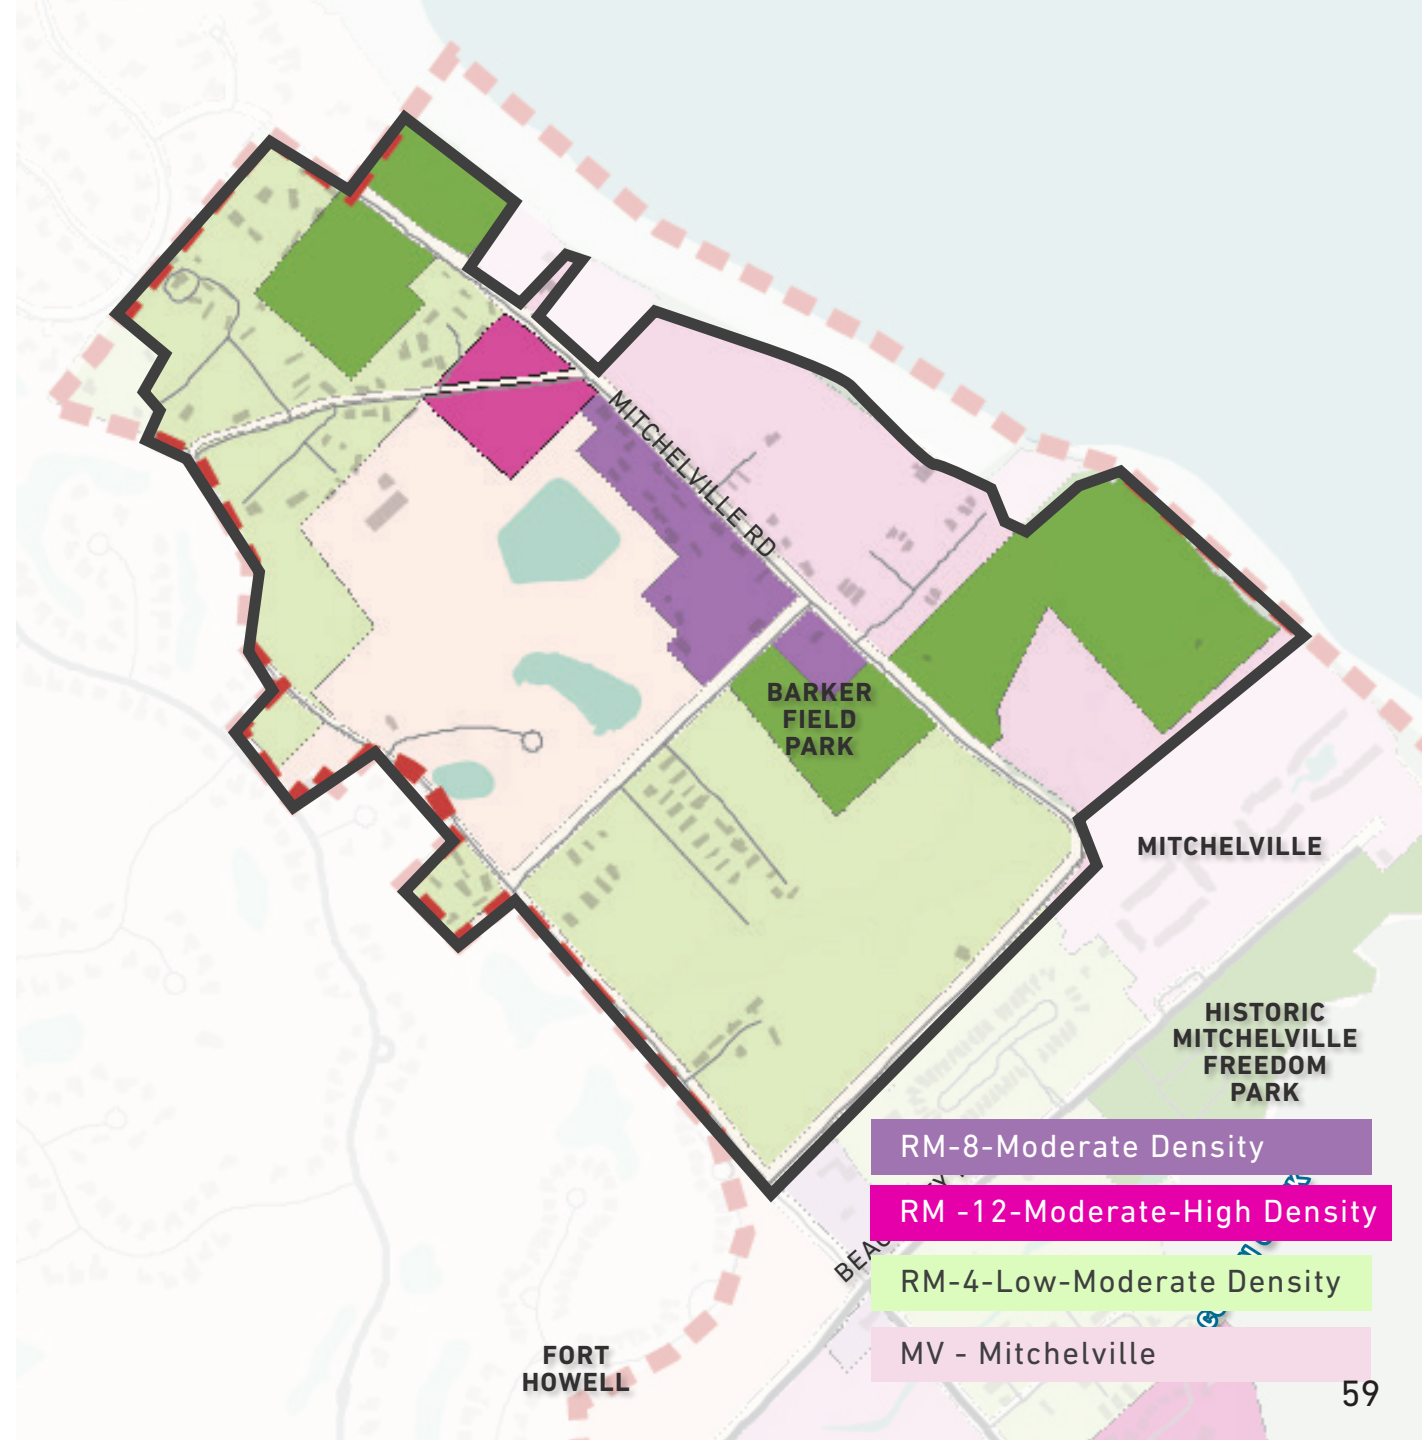 MITCHELVILLE RD
BARKER
FIELD
PARK
MITCHELVILLE
HISTORIC
MITCHELVILLE
FREEDOM
PARK
RM-8-Moderate Density
RM -12-Moderate-High Density
RM-4-Low-Moderate Density
MV - Mitchelville
FORT
HOWELL
59